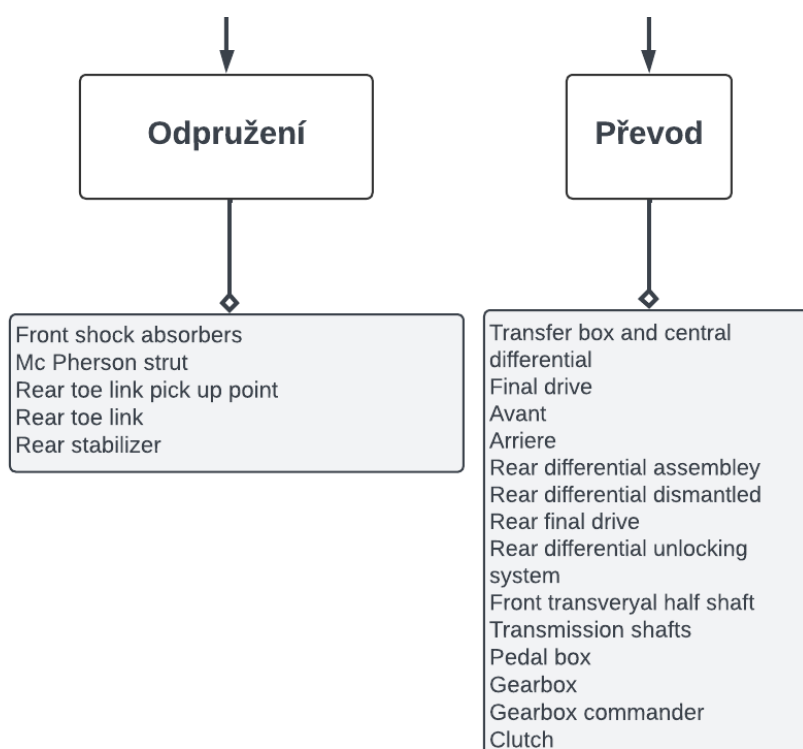 Odpružení
Front shock absorbers
Mc Pherson strut
Rear toe link pick up point
Rear toe link
Rear stabilizer
Převod
Transfer box and central
differential
Final drive
Avant
Arriere
Rear differential assembley
Rear differential dismantled
Rear final drive
Rear differential unlocking
system
Front transveryal half shaft
Transmission shafts
Pedal box
Gearbox
Gearbox commander
Clutch